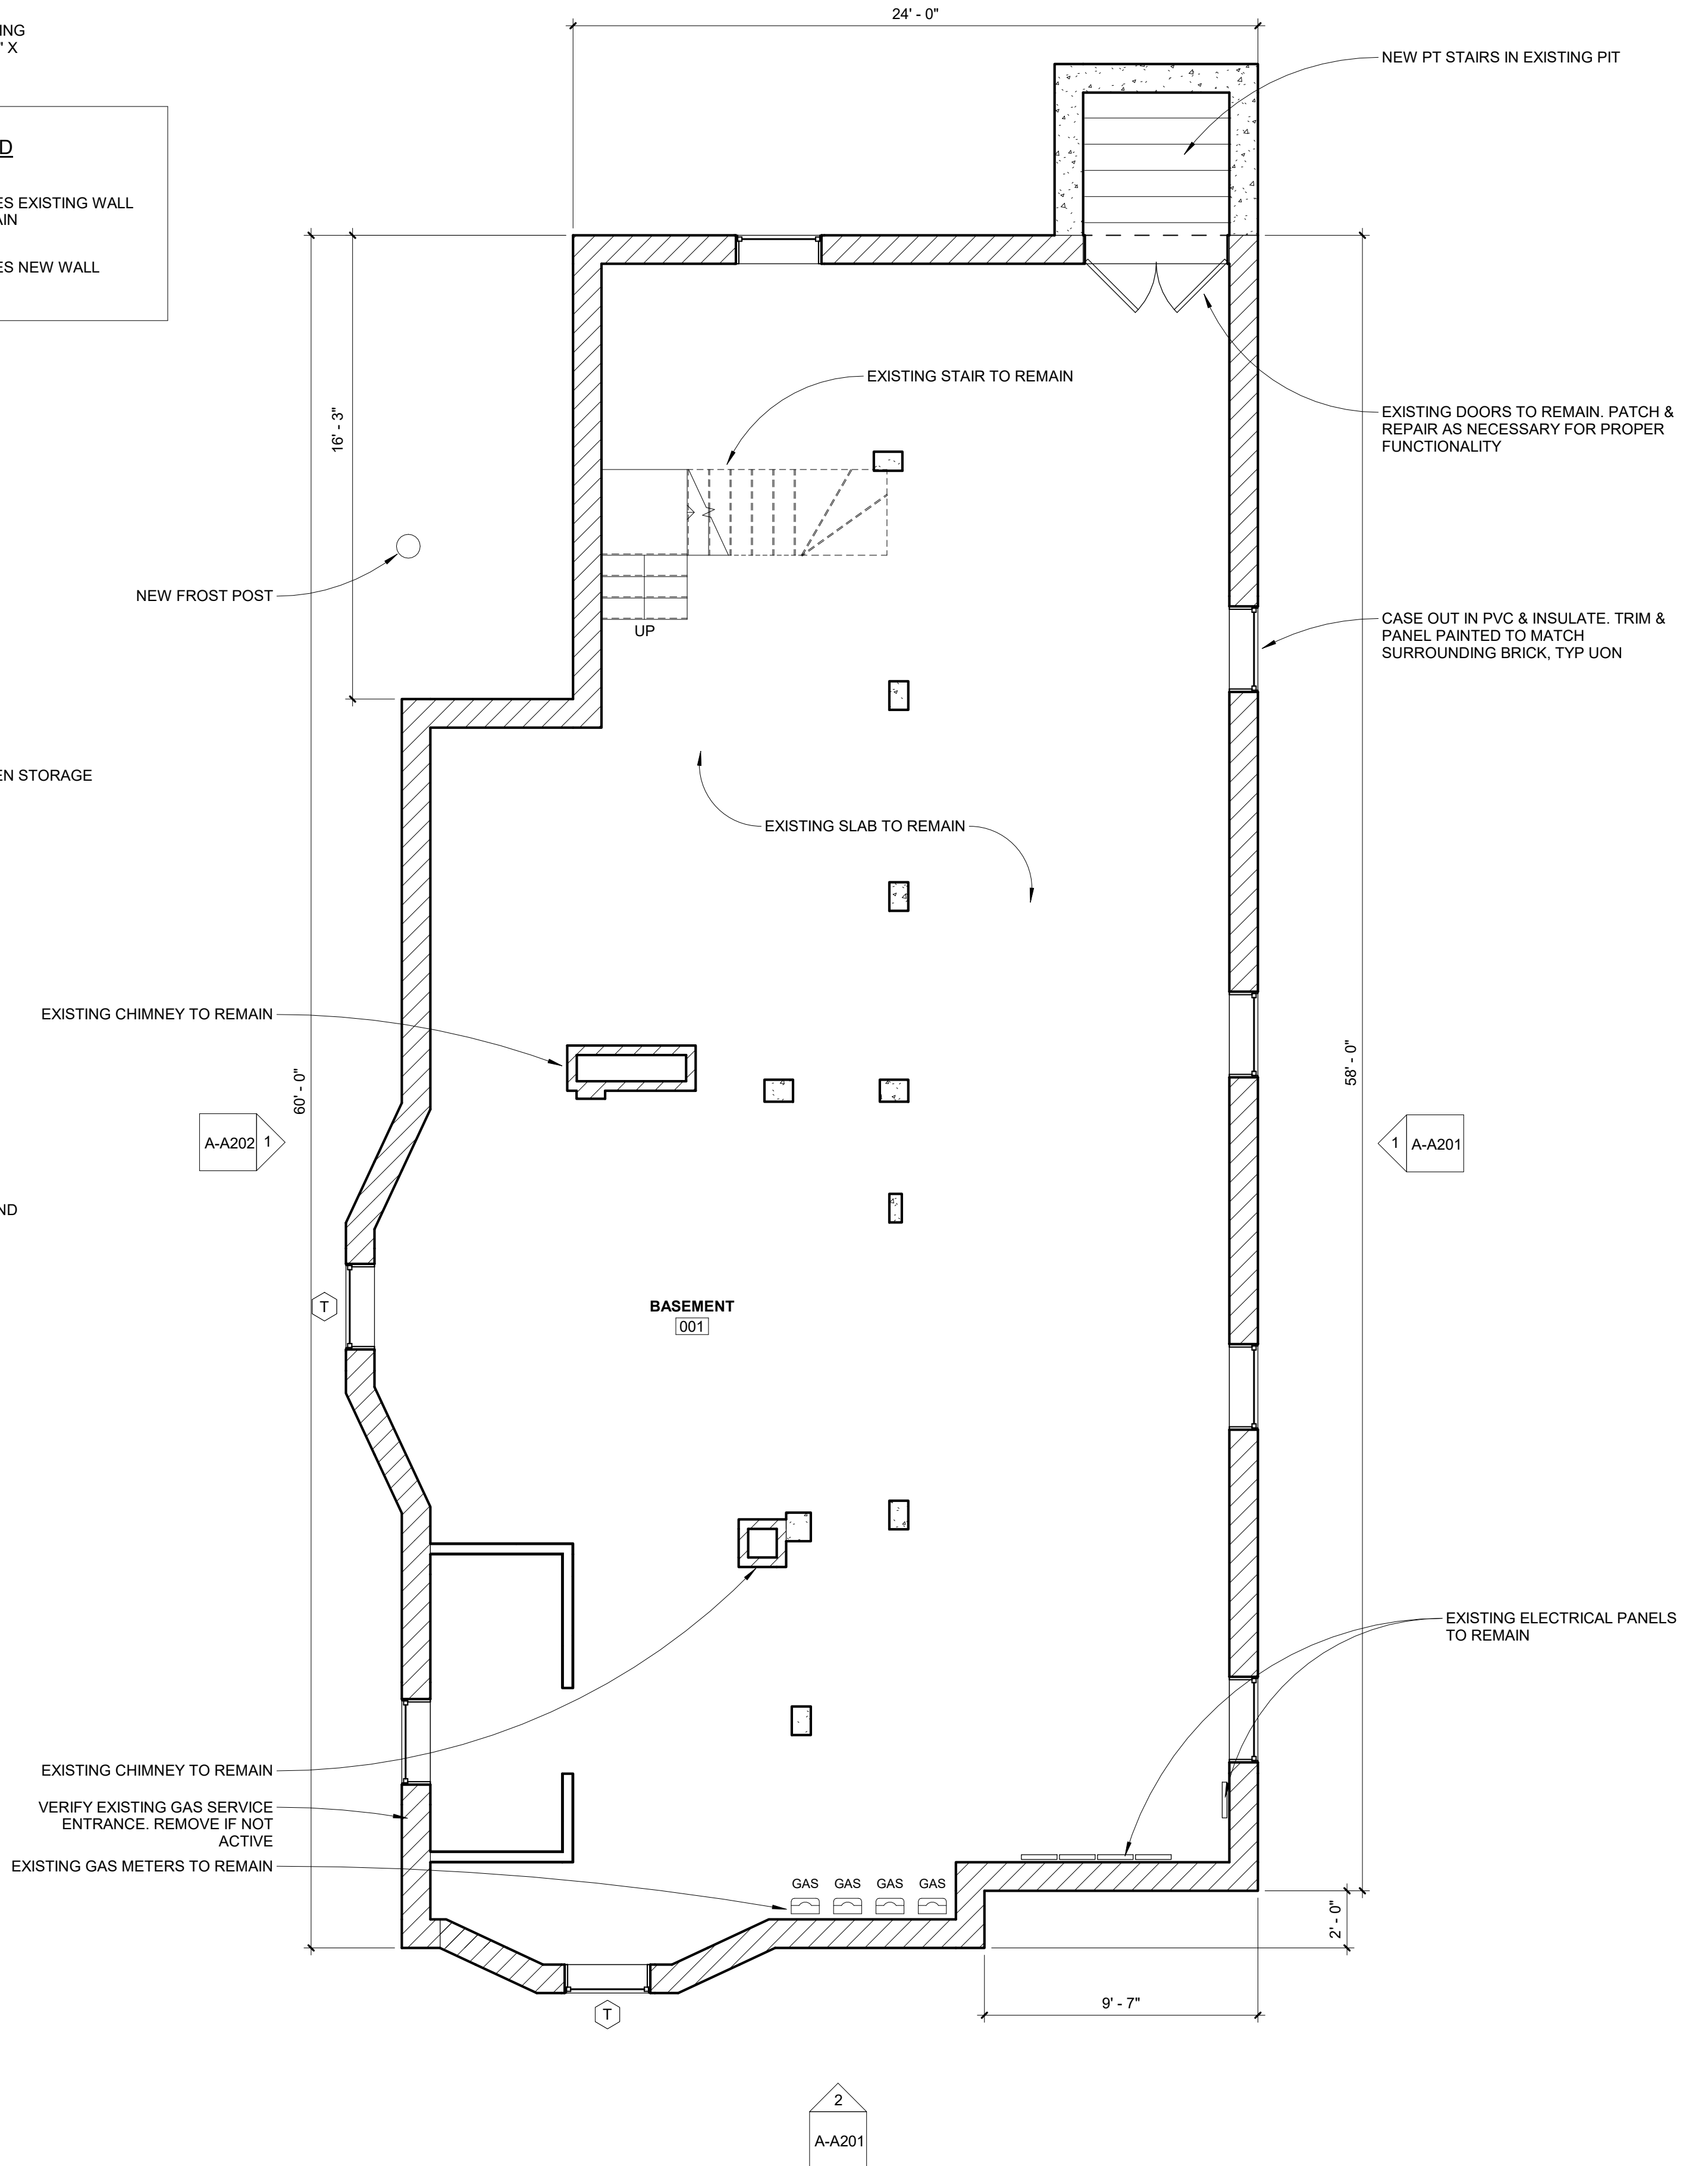 24' - 0"
ING
" X
NEW PT STAIRS IN EXISTING PIT
D
ES EXISTING WALL
AIN
ES NEW WALL
EXISTING STAIR TO REMAIN
16' - 3"
EXISTING DOORS TO REMAIN. PATCH &
REPAIR AS NECESSARY FOR PROPER
FUNCTIONALITY
NEW FROST POST
UP
CASE OUT IN PVC & INSULATE. TRIM &
PANEL PAINTED TO MATCH
SURROUNDING BRICK, TYP UON
EN STORAGE
EXISTING SLAB TO REMAIN
EXISTING CHIMNEY TO REMAIN
60' - 0"
58' - 0"
A-A202 1
1 A-A201
ND
T
BASEMENT
001
EXISTING ELECTRICAL PANELS
TO REMAIN
EXISTING CHIMNEY TO REMAIN
VERIFY EXISTING GAS SERVICE
ENTRANCE. REMOVE IF NOT
ACTIVE
EXISTING GAS METERS TO REMAIN
GAS GAS GAS GAS
2' - 0"
9' - 7"
T
2
A-A201